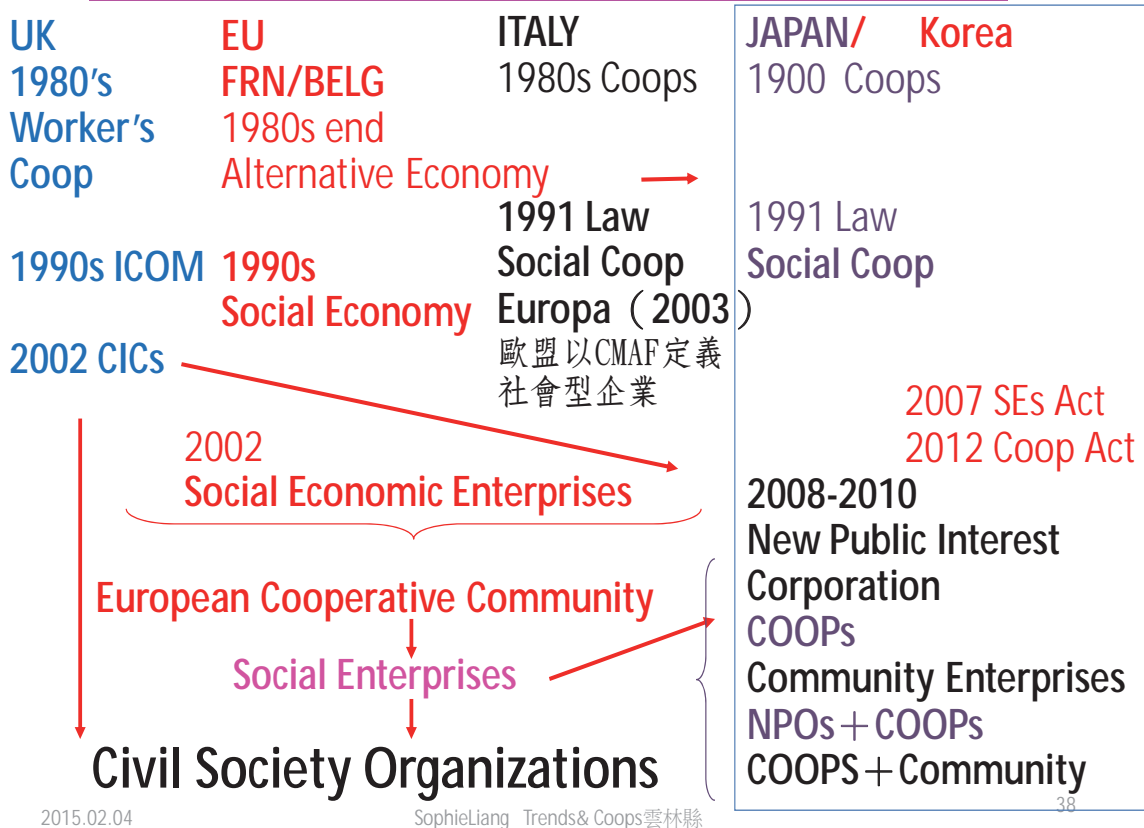 UK
1980's
Worker's
Coop
1990s ICOM
2002 CICs
EU
FRN/BELG
1980s end
Alternative Economy
1990s
Social Economy
ITALY
1980s Coops
1991 Law
Social Coop
Europa（2003）
歐盟以CMAF定義
社會型企業
JAPAN/ Korea
1900 Coops
1991 Law
Social Coop
2007 SEs Act
2012 Coop Act
2008-2010
New Public Interest
Corporation
COOPs
Community Enterprises
NPOs＋COOPs
COOPS＋Community
2002
Social Economic Enterprises
European Cooperative Community
Social Enterprises
Civil Society Organizations
2015.02.04
SophieLiang Trends& Coops雲林縣
38